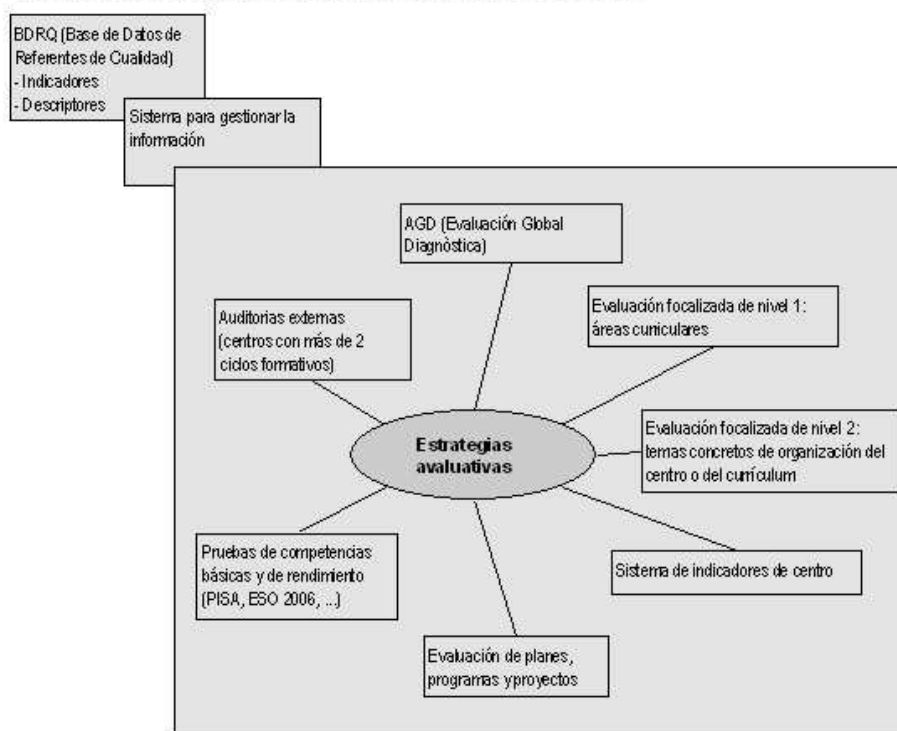 BDRQ (Base de Datos de
Referentes de Cualidad)
- Indicadores
- Descriptores
Sistema para gestionar la
información
AGD (Evaluación Global
Diagnòstica)
Evaluación focalizada de nivel 1:
áreas curriculares
Auditorias externas
(centros con más de 2
ciclos formativos)
Estrategias
avaluativas
Evaluación focalizada de nivel 2:
temas concretos de organización del
centro o del currículum
Pruebas de competencias
básicas y de rendimiento
(PISA, ESO 2006, ...)
Sistema de indicadores de centro
Evaluación de planes,
programas y proyectos